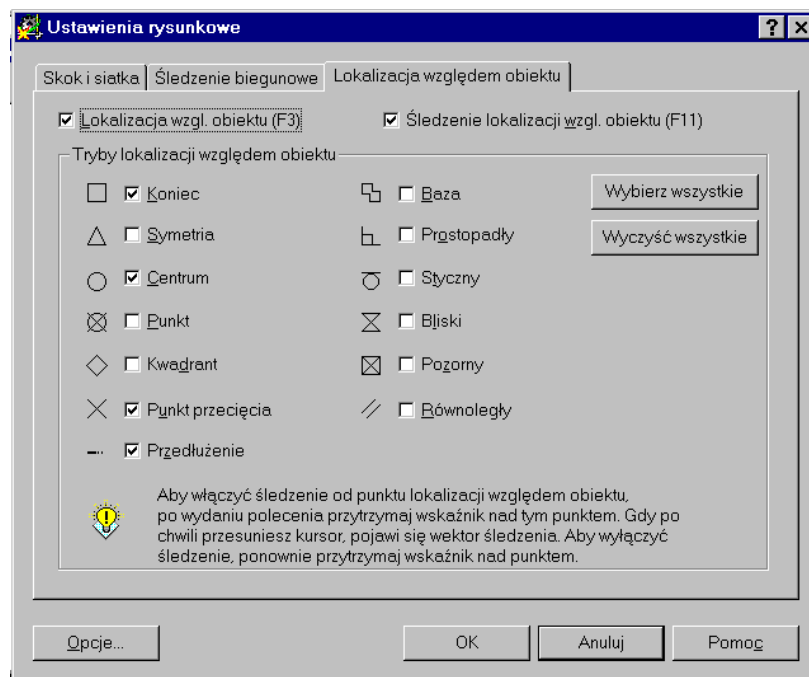 Ustawienia rysunkowe
Skok i siatka Śledzenie biegunowe Lokalizacja względem obiektu
Lokalizacja wzgl. obiektu (F3) Śledzenie lokalizacji wzgl. obiektu (F11)
Tryby lokalizacji względem obiektu
Koniec Baza Wybierz wszystkie
Symetria Prostopadły Wyczyść wszystkie
Centrum Styczny
Punkt Bliski
Kwadrant Pozorny
Punkt przecięcia Równoległy
Przedłużenie
Aby włączyć śledzenie od punktu lokalizacji względem obiektu,
po wydaniu polecenia przytrzymaj wskaźnik nad tym punktem. Gdy po
chwili przesuniesz kursor, pojawi się wektor śledzenia. Aby wyłączyć
śledzenie, ponownie przytrzymaj wskaźnik nad punktem.
Opcje... OK Anuluj Pomoc